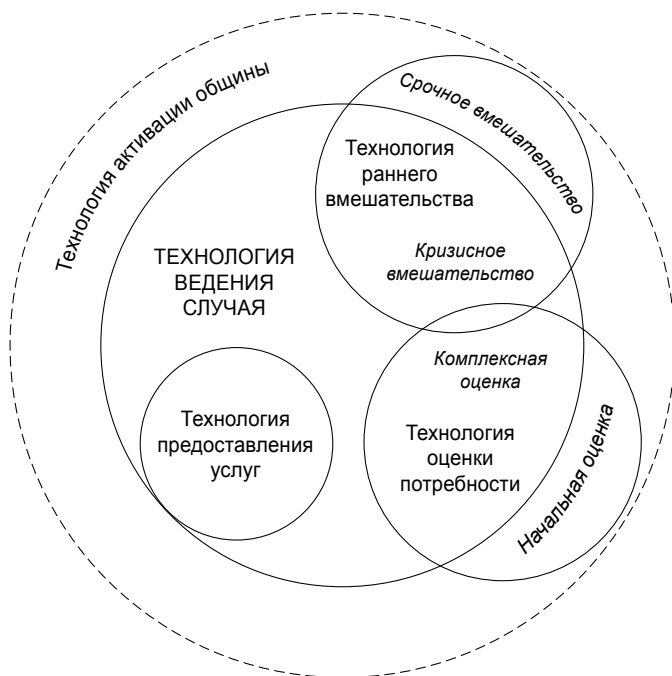 Технология активации общины
Срочное вмешательство
Технология
раннего
вмешательства
Кризисное
вмешательство
ТЕХНОЛОГИЯ
ВЕДЕНИЯ
СЛУЧАЯ
Комплексная
оценка
Технология
предоставления
услуг
Технология
оценки
потребности
Начальная оценка